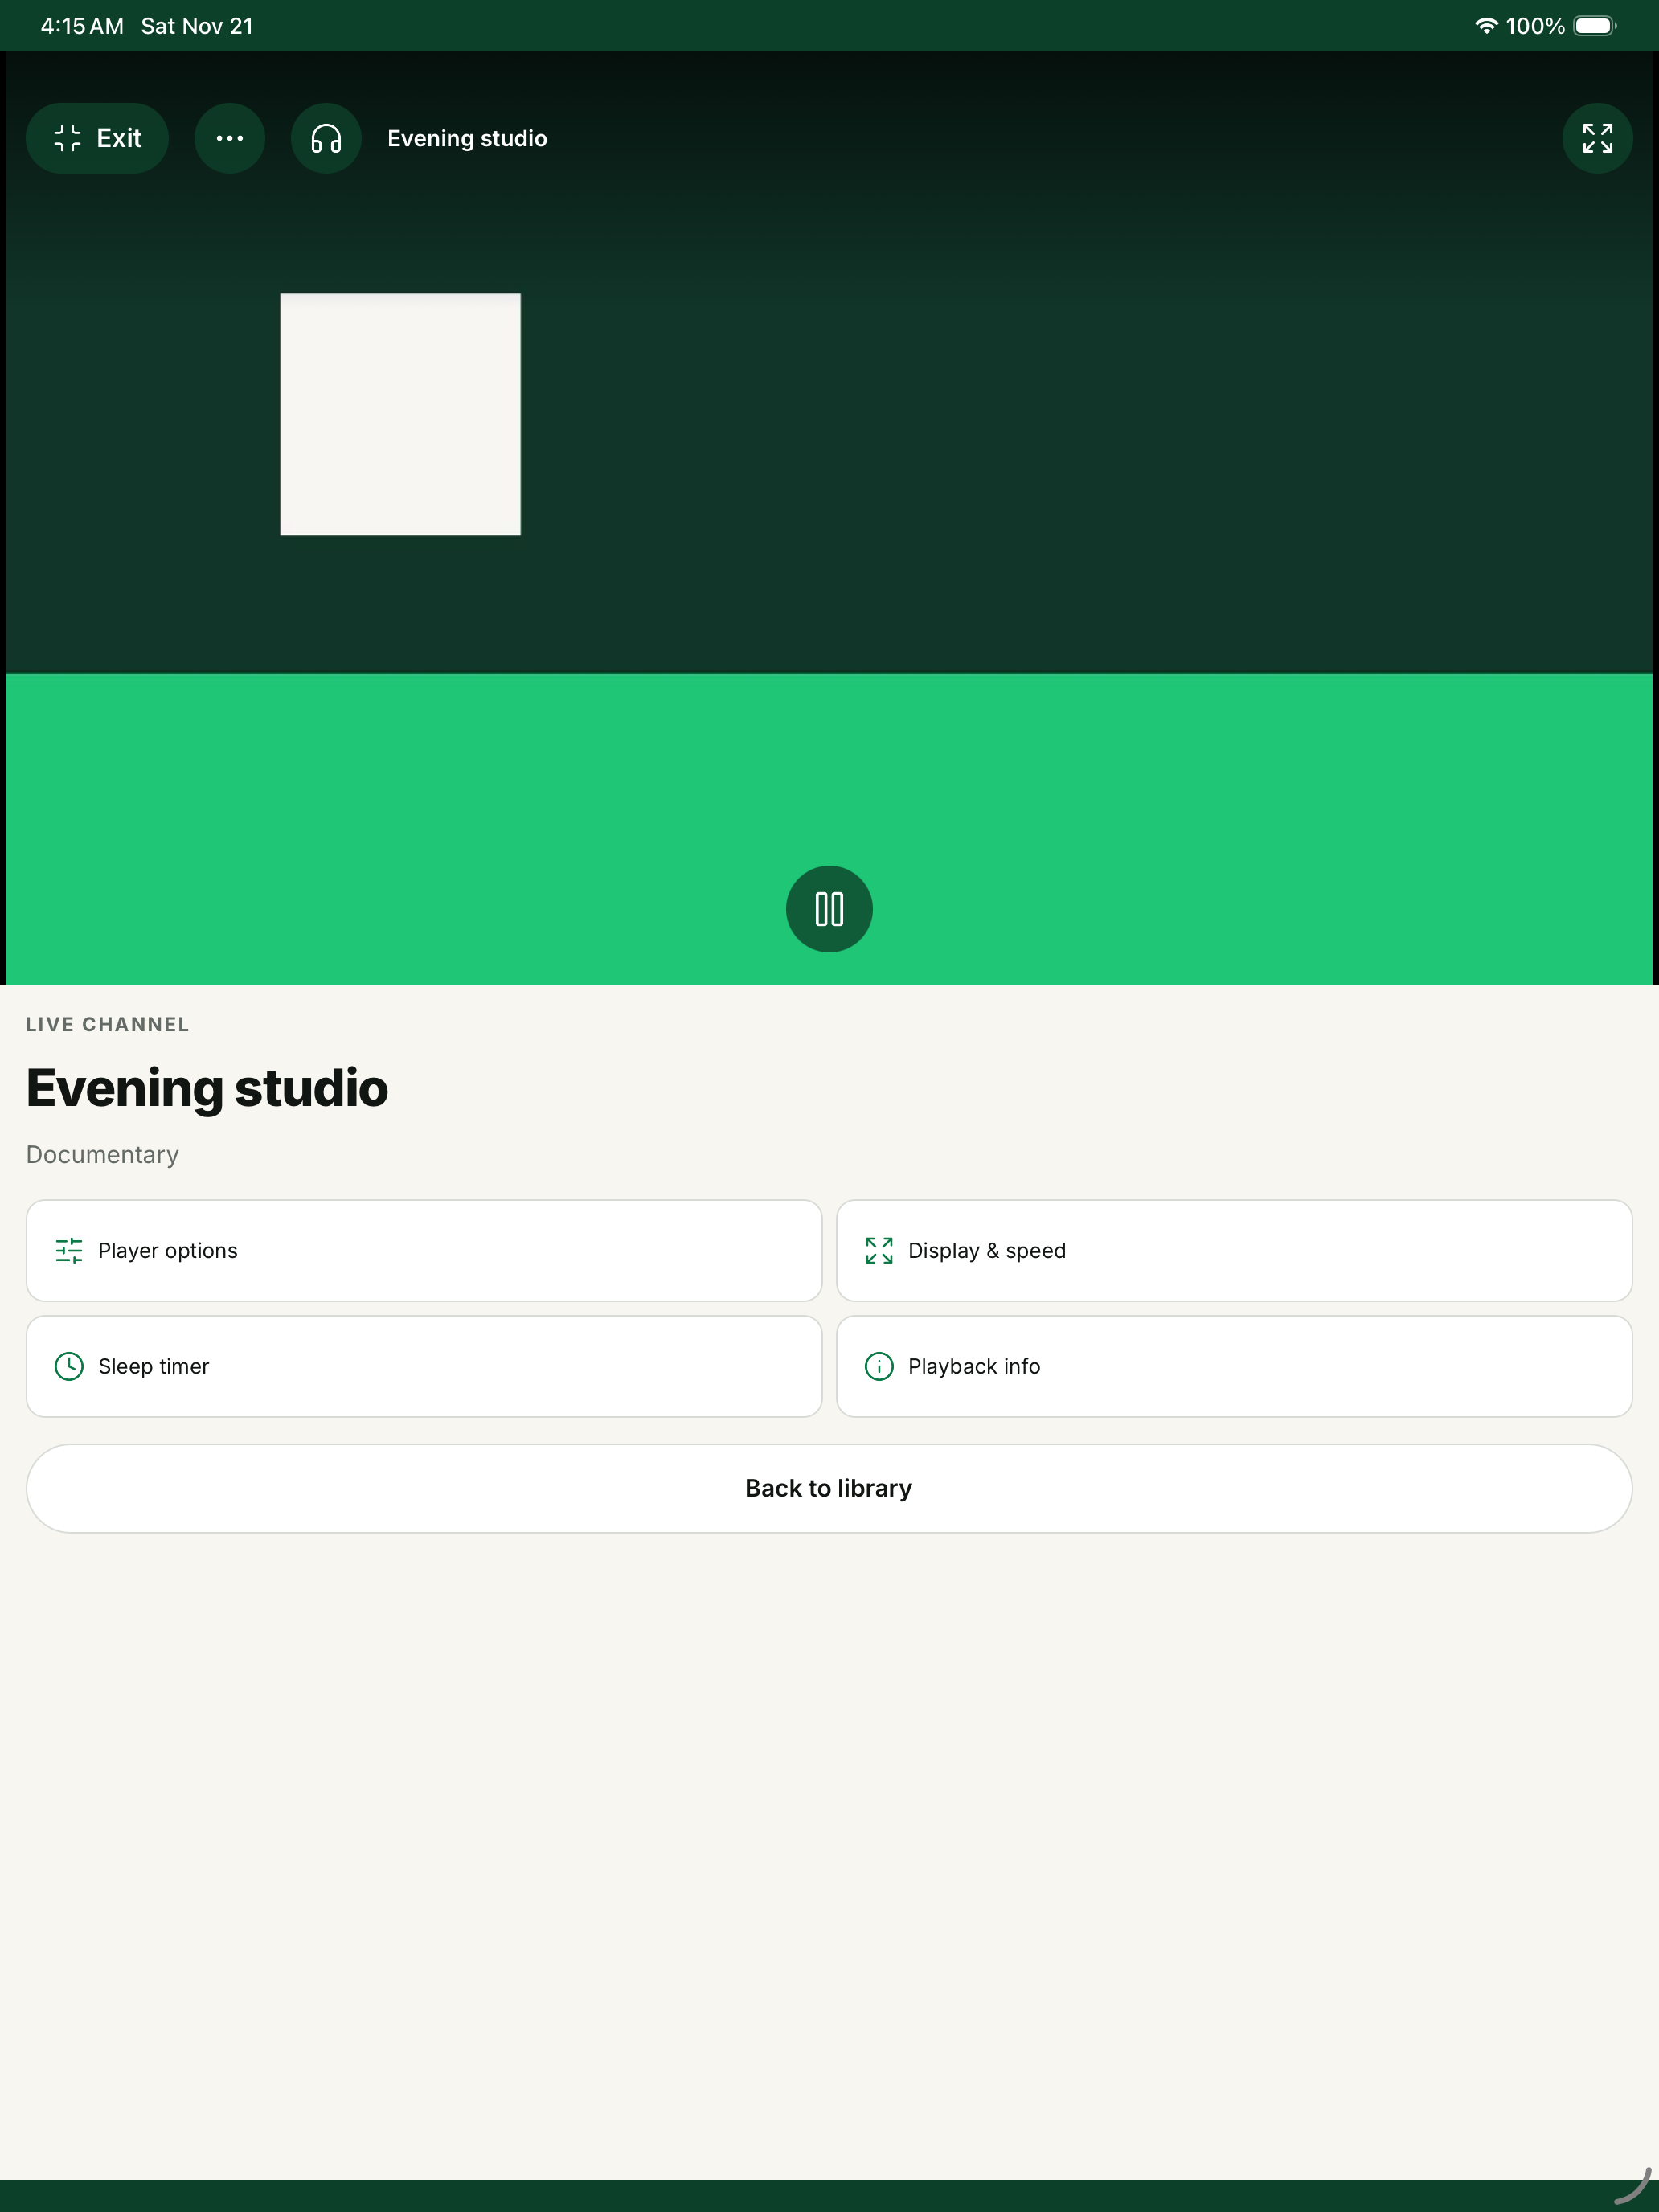 4:15 AM Sat Nov 21 100%
Exit Evening studio
LIVE CHANNEL
Evening studio
Documentary
Player options Display & speed
Sleep timer Playback info
Back to library